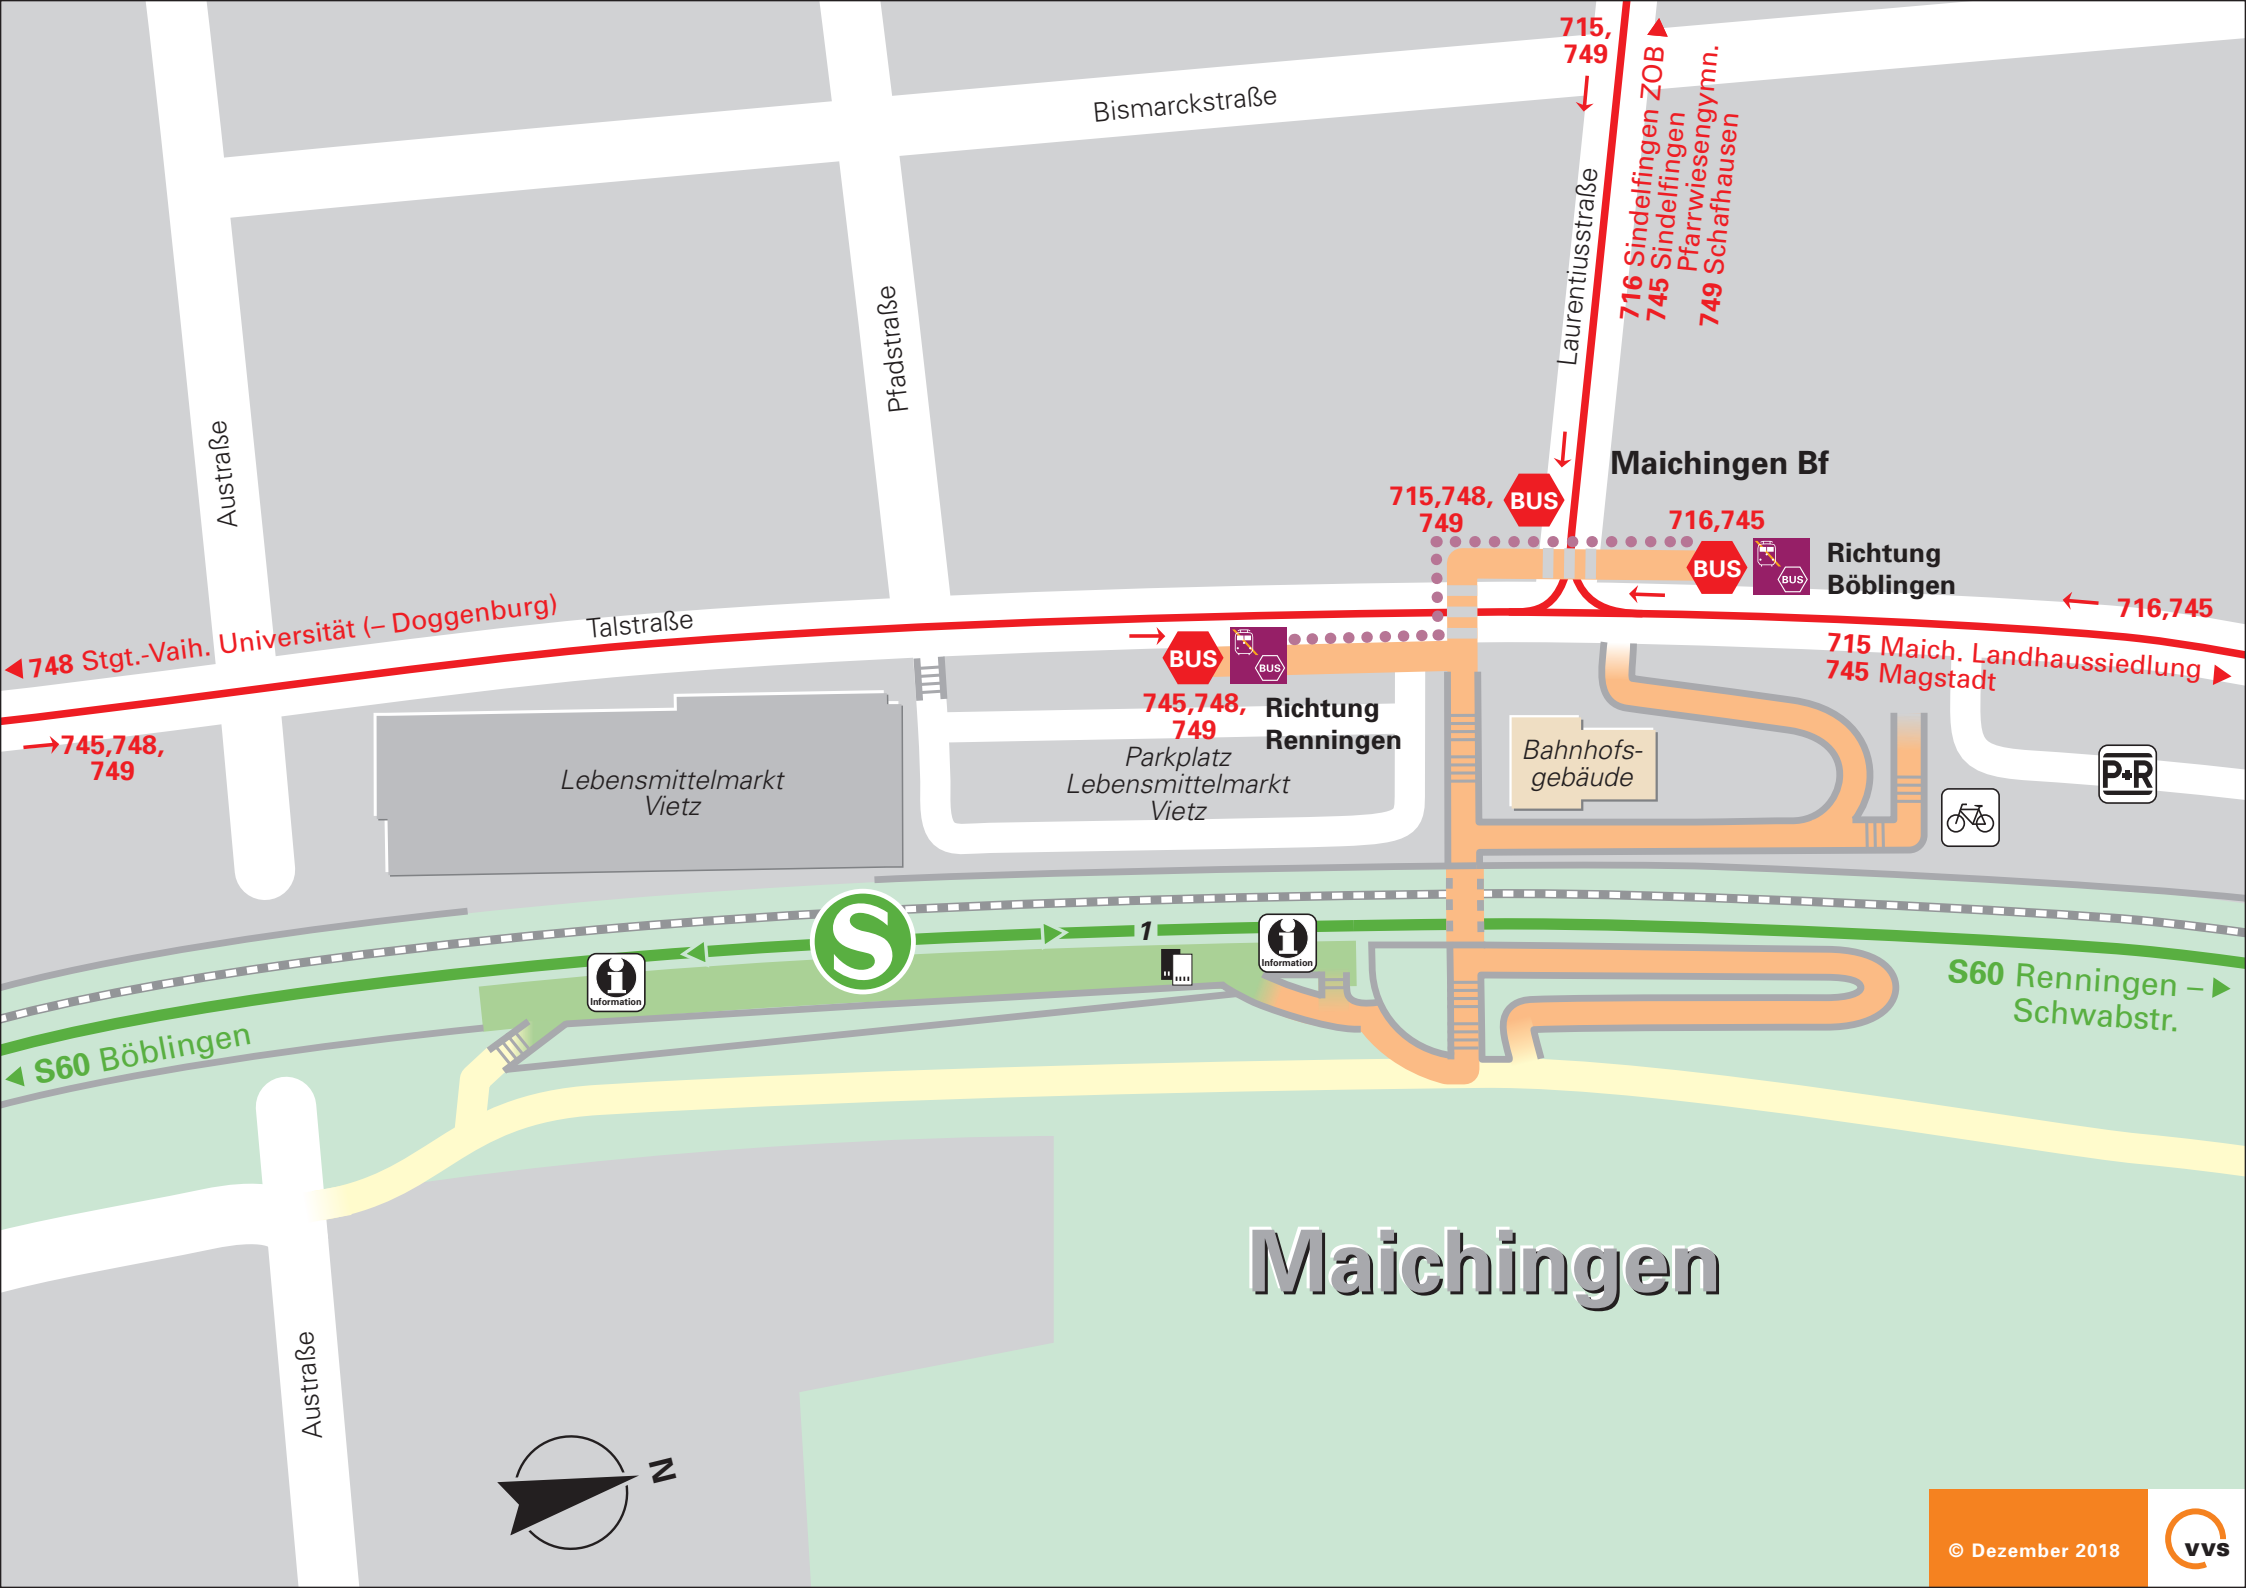 715,
749
716 Sindelfingen ZOB
745 Sindelfingen
Pfarrwiesengymn.
749 Schafhausen
Bismarckstraße
Laurentiusstraße
Pfadstraße
Austraße
Maichingen Bf
715,748,
749
BUS
716,745
BUS
BUS
Richtung
Böblingen
716,745
748 Stgt.-Vaih. Universität (– Doggenburg)
Talstraße
BUS
BUS
745,748,
749
Richtung
Renningen
715 Maich. Landhaussiedlung
745 Magstadt
745,748,
749
Lebensmittelmarkt
Vietz
Parkplatz
Lebensmittelmarkt
Vietz
Bahnhofs-
gebäude
P+R
S
1
i
Information
i
Information
S60 Renningen –
Schwabstr.
S60 Böblingen
Maichingen
Austraße
N
© Dezember 2018
vvs